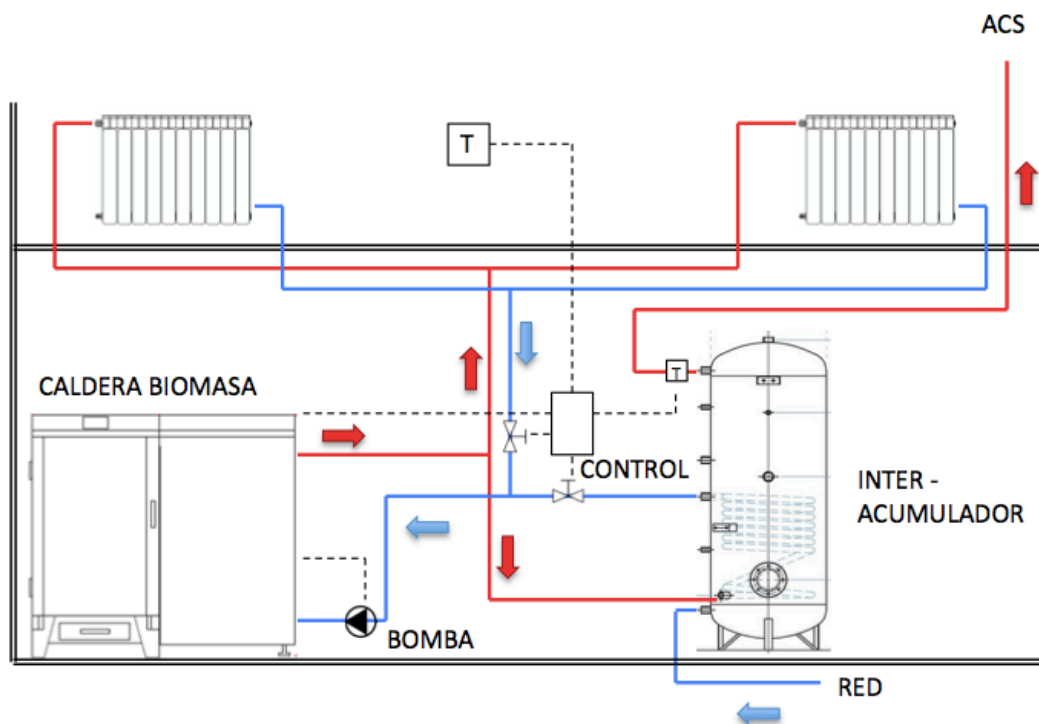 ACS
T
CALDERA BIOMASA
T
CONTROL
INTER -
ACUMULADOR
BOMBA
RED